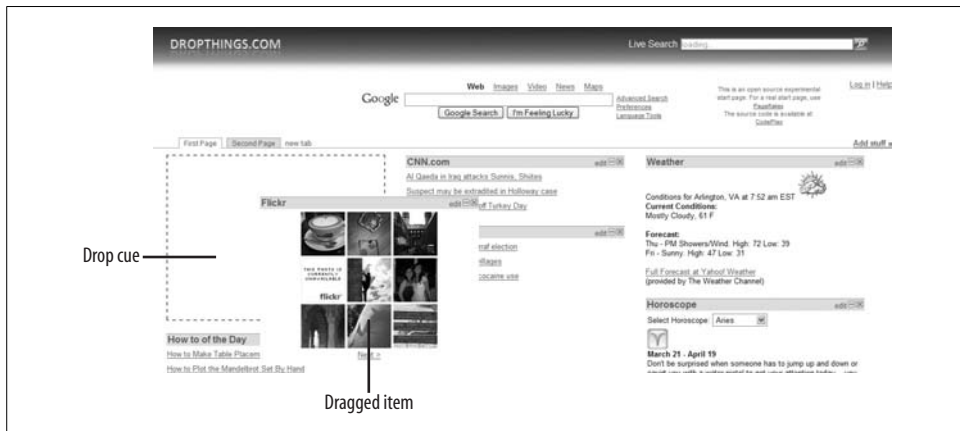 DROPTHINGS.COM
Live Search loading...
Web Images Video News Maps
Google
Advanced Search
Preferences
Language Tools
Google Search I'm Feeling Lucky
This is an open source experimental
start page. For a real start page, use
Pageflakes
The source code is available at
CodePlex
Log in | Help
First Page Second Page new tab
Add stuff
CNN.com edit
Al Qaeda in Iraq attacks Sunnis, Shiites
Suspect may be extradited in Holloway case
off Turkey Day
edit
election
villages
cocaine use
Flickr edit
THIS PHOTO IS
CURRENTLY
UNAVAILABLE
flickr
Next >
How to of the Day
How to Make Table Placem
How to Plot the Mandelbrot Set By Hand
Weather edit
Conditions for Arlington, VA at 7:52 am EST
Current Conditions:
Mostly Cloudy, 61 F
Forecast:
Thu - PM Showers/Wind. High: 72 Low: 39
Fri - Sunny. High: 47 Low: 31
Full Forecast at Yahoo! Weather
(provided by The Weather Channel)
Horoscope edit
Select Horoscope: Aries
March 21 - April 19
Don't be surprised when someone has to jump up and down or
Drop cue
Dragged item